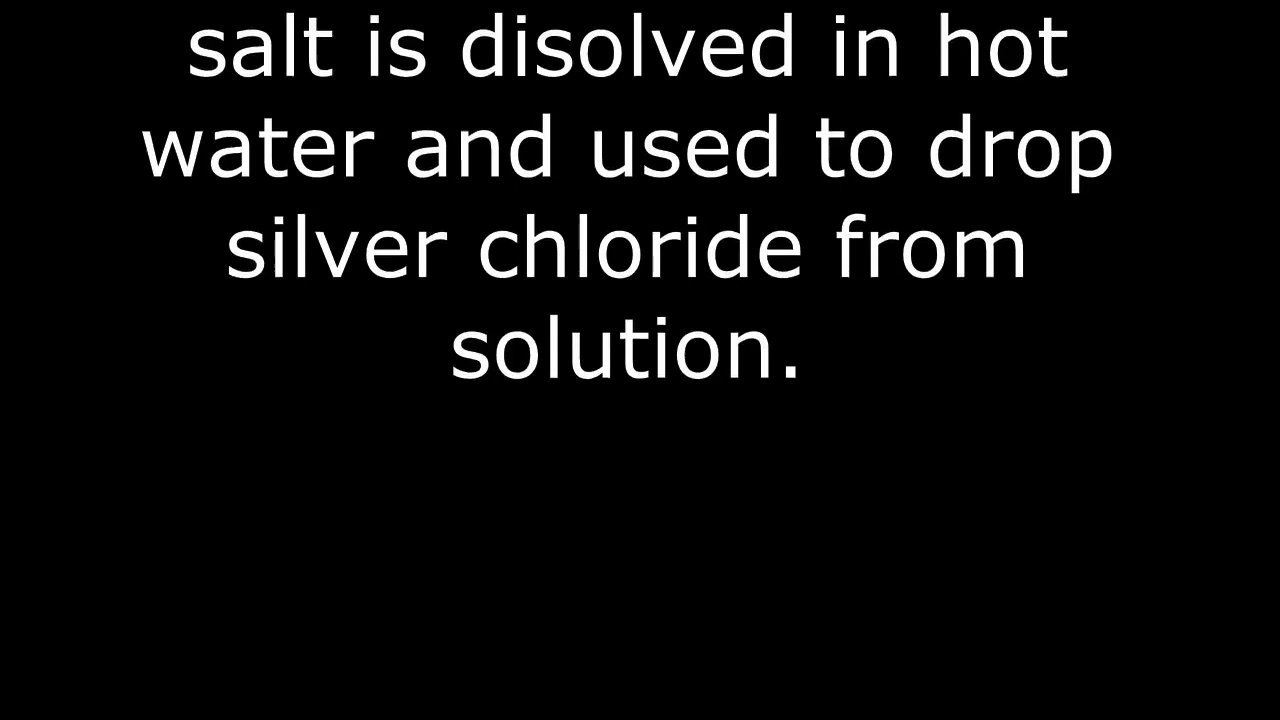 salt is disolved in hot
water and used to drop
silver chloride from
solution.